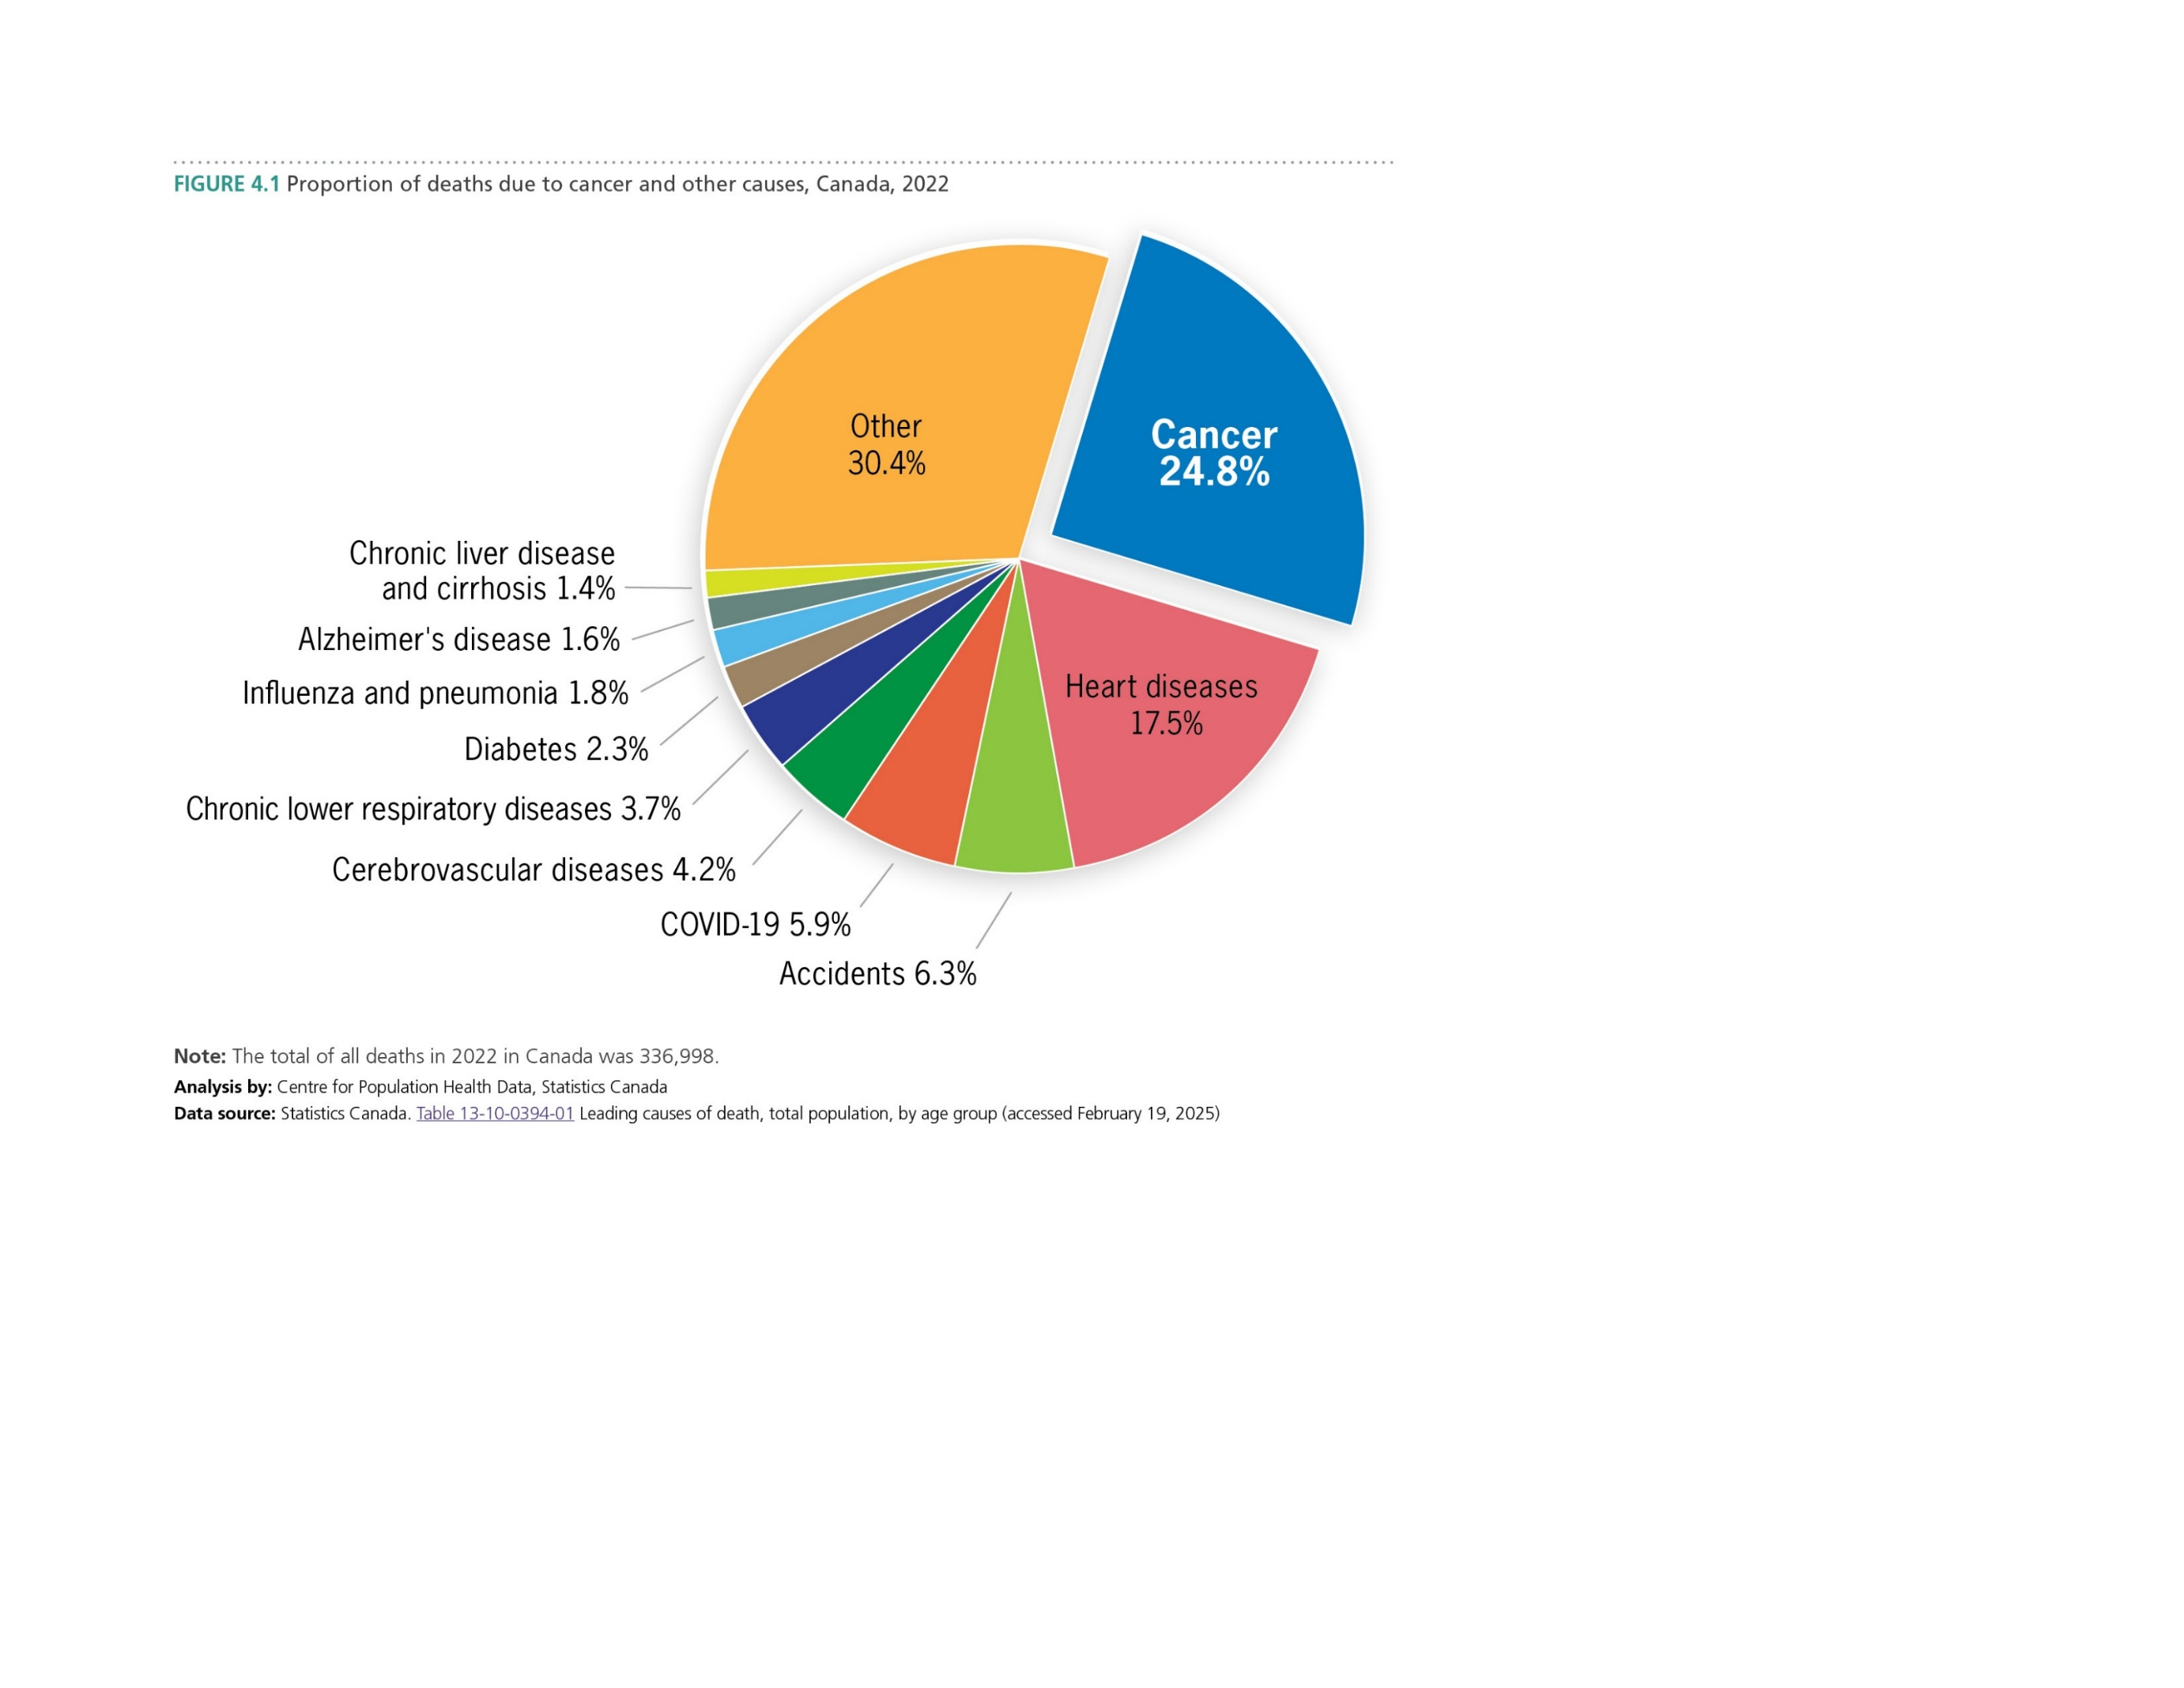 FIGURE 4.1 Proportion of deaths due to cancer and other causes, Canada, 2022
Other
30.4%
Cancer
24.8%
Heart diseases
17.5%
Chronic liver disease
and cirrhosis 1.4%
Alzheimer's disease 1.6%
Influenza and pneumonia 1.8%
Diabetes 2.3%
Chronic lower respiratory diseases 3.7%
Cerebrovascular diseases 4.2%
COVID-19 5.9%
Accidents 6.3%
Note: The total of all deaths in 2022 in Canada was 336,998.
Analysis by: Centre for Population Health Data, Statistics Canada
Data source: Statistics Canada. Table 13-10-0394-01 Leading causes of death, total population, by age group (accessed February 19, 2025)